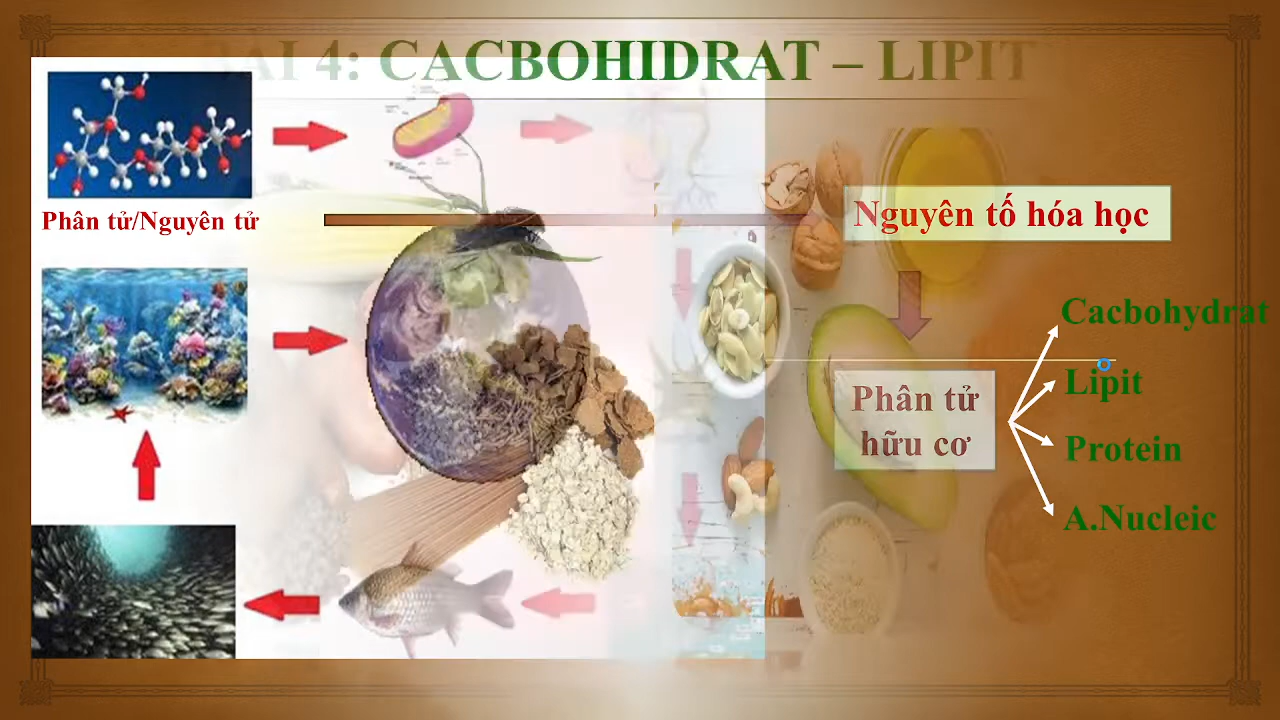 BÀI 4: CACBOHIDRAT – LIPIT
Phân tử/Nguyên tử
Nguyên tố hóa học
Cacbohydrat
Lipit
Phân tử
hữu cơ
Protein
A.Nucleic